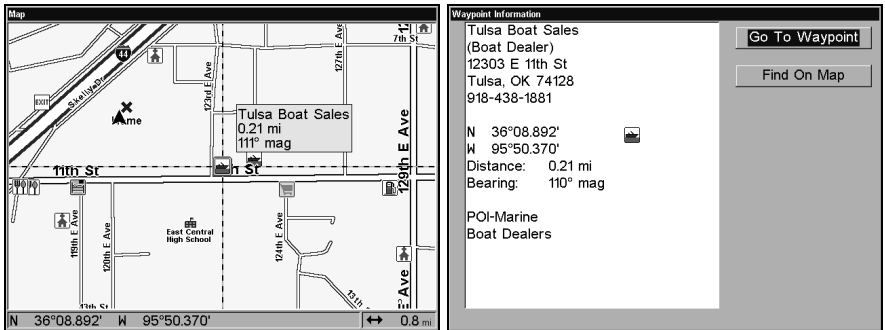 Map
7th St
44
127th E Ave
12
EXIT
Skelly Dr
123rd E Ave
Home
Tulsa Boat Sales
0.21 mi
111° mag
129th E Ave
11th St
h St
119th E Ave
120th E Ave
East Central
High School
124th E Ave
13th St
131h
E Ave
N 36°08.892' W 95°50.370'
0.8 mi
Waypoint Information
Tulsa Boat Sales
(Boat Dealer)
12303 E 11th St
Tulsa, OK 74128
918-438-1881
N 36°08.892'
W 95°50.370'
Distance: 0.21 mi
Bearing: 110° mag
POI-Marine
Boat Dealers
Go To Waypoint
Find On Map